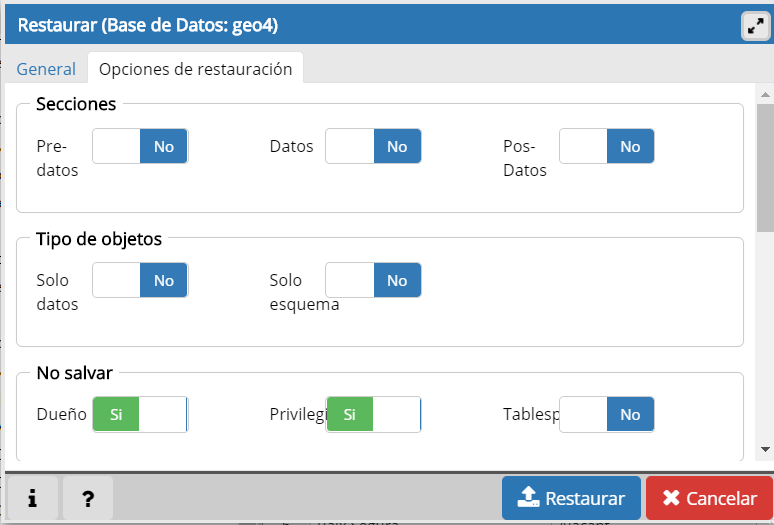 Restaurar (Base de Datos: geo4)
General Opciones de restauración
Secciones
Pre-
datos
No
Datos
No
Pos-
Datos
No
Tipo de objetos
Solo
datos
No
Solo
esquema
No
No salvar
Dueño Si
Privilegi Si
Tablesp No
i ? Restaurar Cancelar